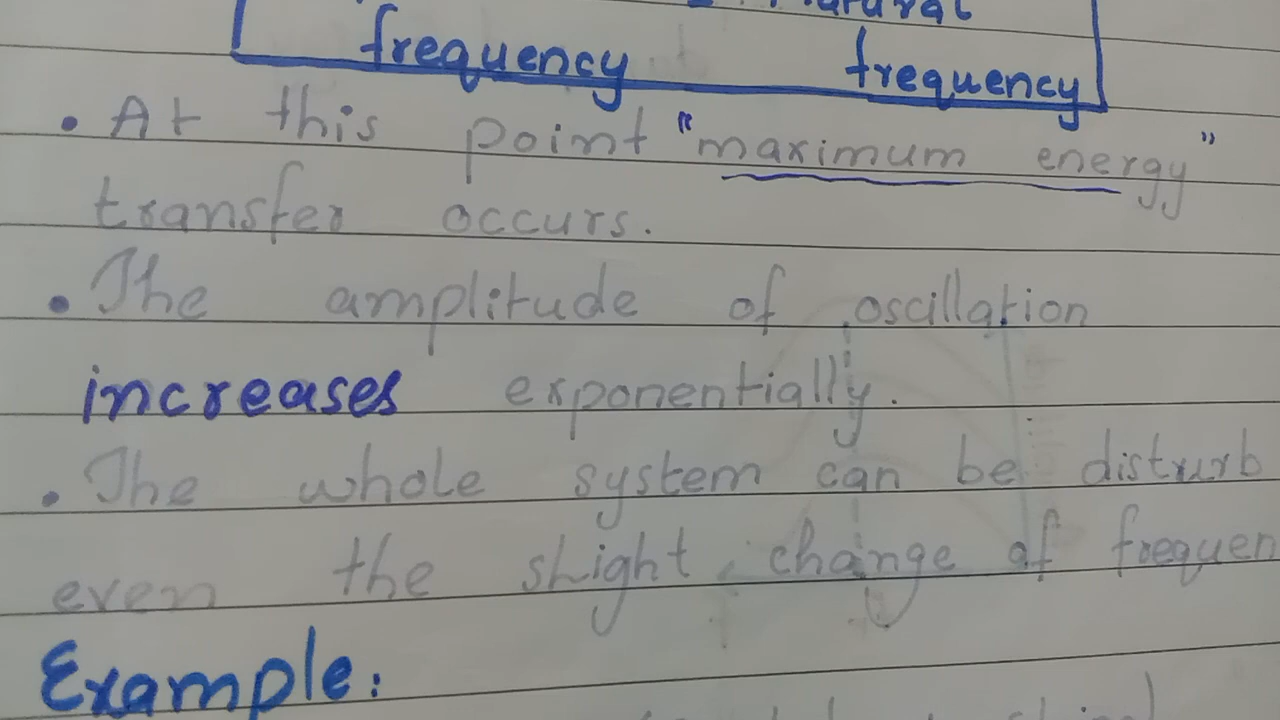 natural
frequency frequency
• At this point "maximum energy"
transfer occurs.
• The amplitude of oscillation
increases exponentially.
• The whole system can be disturb
even the slight change of frequen
Example: